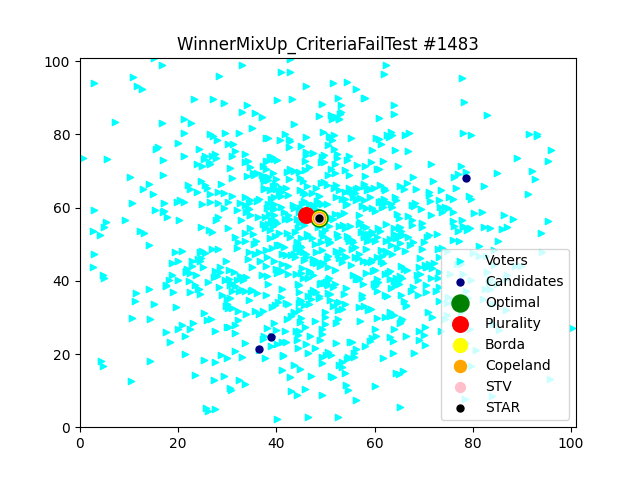 WinnerMixUp_CriteriaFailTest #1483
100
80
60
40
20
0
0 20 40 60 80 100
Voters
Candidates
Optimal
Plurality
Borda
Copeland
STV
STAR